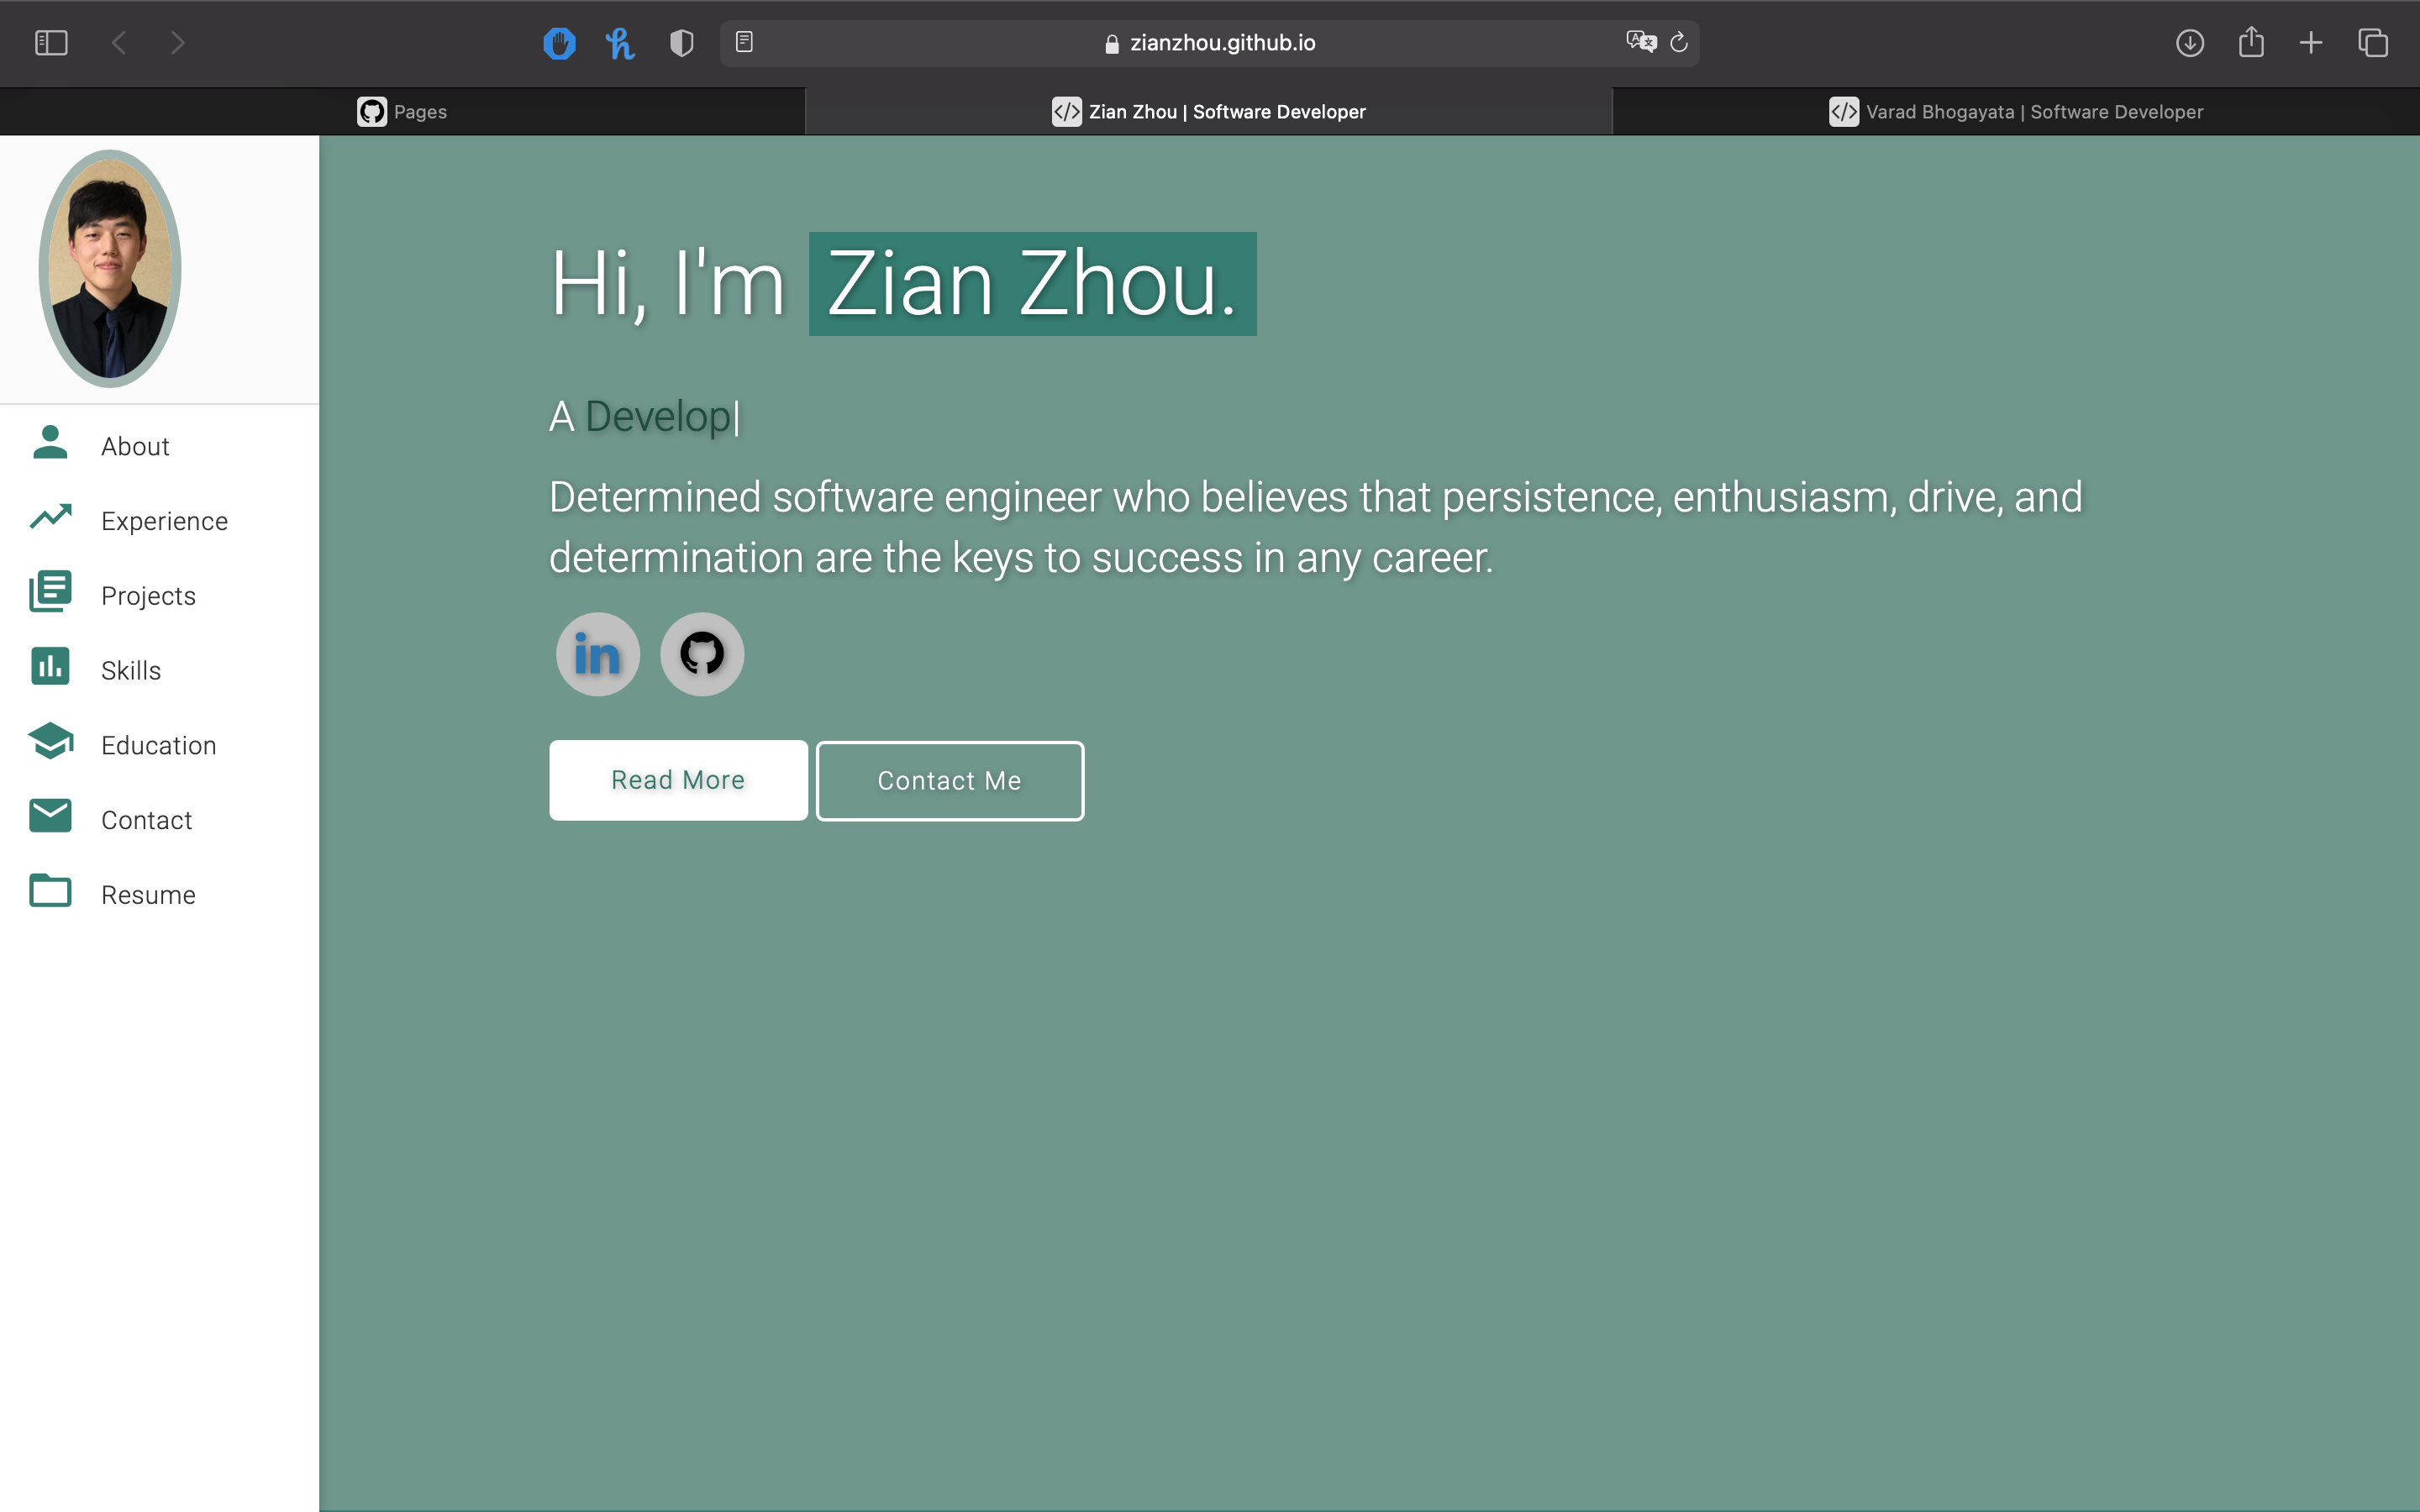 zianzhou.github.io
Pages
Zian Zhou | Software Developer
Varad Bhogayata | Software Developer
Hi, I'm Zian Zhou.
A Develop|
Determined software engineer who believes that persistence, enthusiasm, drive, and
determination are the keys to success in any career.
in
Read More
Contact Me
About
Experience
Projects
Skills
Education
Contact
Resume